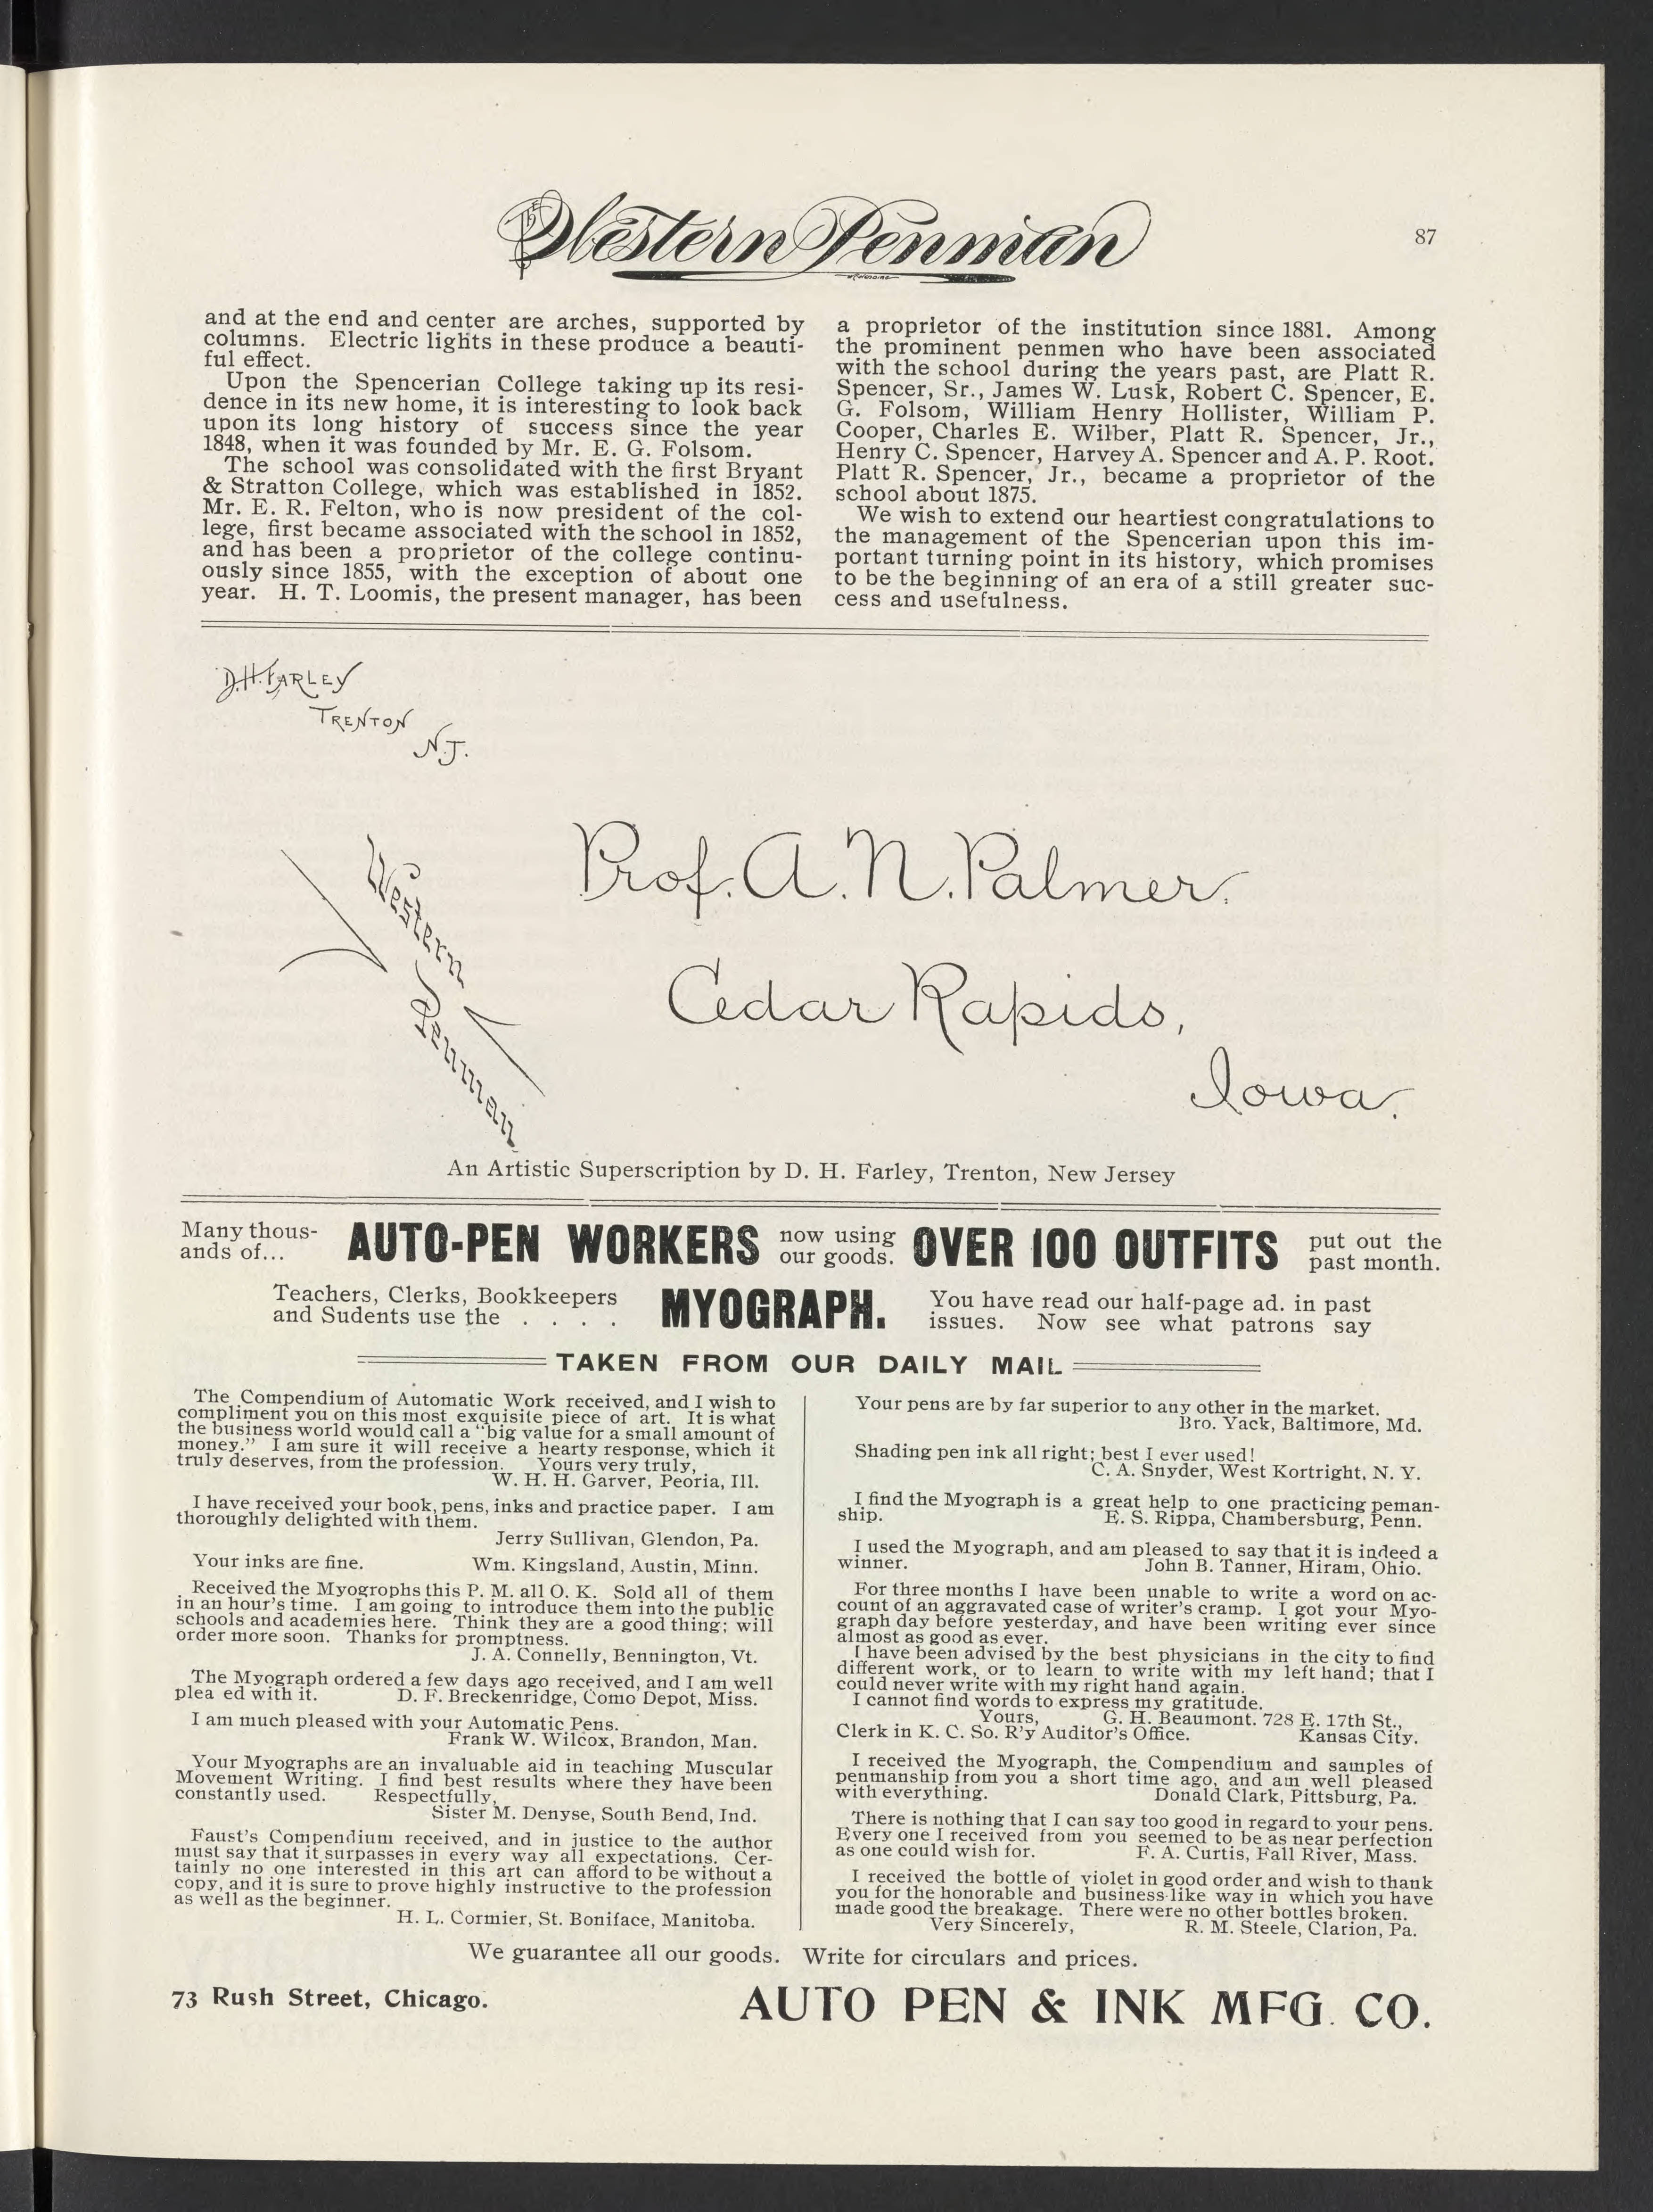 The Western Penman
87
and at the end and center are arches, supported by
columns. Electric lights in these produce a beauti-
ful effect.
Upon the Spencerian College taking up its resi-
dence in its new home, it is interesting to look back
upon its long history of success since the year
1848, when it was founded by Mr. E. G. Folsom.
The school was consolidated with the first Bryant
& Stratton College, which was established in 1852.
Mr. E. R. Felton, who is now president of the col-
lege, first became associated with the school in 1852,
and has been a proprietor of the college continu-
ously since 1855, with the exception of about one
year. H. T. Loomis, the present manager, has been
a proprietor of the institution since 1881. Among
the prominent penmen who have been associated
with the school during the years past, are Platt R.
Spencer, Sr., James W. Lusk, Robert C. Spencer, E.
G. Folsom, William Henry Hollister, William P.
Cooper, Charles E. Wilber, Platt R. Spencer, Jr.,
Henry C. Spencer, Harvey A. Spencer and A. P. Root.
Platt R. Spencer, Jr., became a proprietor of the
school about 1875.
We wish to extend our heartiest congratulations to
the management of the Spencerian upon this im-
portant turning point in its history, which promises
to be the beginning of an era of a still greater suc-
cess and usefulness.
D.H. FARLEY
TRENTON
N.J.
Prof. A. N. Palmer.
Western
Penman
Cedar Rapids,
Iowa.
An Artistic Superscription by D. H. Farley, Trenton, New Jersey
Many thous-
ands of... AUTO-PEN WORKERS now using
our goods. OVER 100 OUTFITS put out the
past month.
Teachers, Clerks, Bookkeepers
and Sudents use the . . . . MYOGRAPH. You have read our half-page ad. in past
issues. Now see what patrons say
TAKEN FROM OUR DAILY MAIL
The Compendium of Automatic Work received, and I wish to
compliment you on this most exquisite piece of art. It is what
the business world would call a "big value for a small amount of
money." I am sure it will receive a hearty response, which it
truly deserves, from the profession. Yours very truly,
W. H. H. Garver, Peoria, Ill.
I have received your book, pens, inks and practice paper. I am
thoroughly delighted with them.
Jerry Sullivan, Glendon, Pa.
Your inks are fine. Wm. Kingsland, Austin, Minn.
Received the Myogrophs this P. M. all O. K. Sold all of them
in an hour's time. I am going to introduce them into the public
schools and academies here. Think they are a good thing; will
order more soon. Thanks for promptness.
J. A. Connelly, Bennington, Vt.
The Myograph ordered a few days ago received, and I am well
plea ed with it. D. F. Breckenridge, Como Depot, Miss.
I am much pleased with your Automatic Pens.
Frank W. Wilcox, Brandon, Man.
Your Myographs are an invaluable aid in teaching Muscular
Movement Writing. I find best results where they have been
constantly used. Respectfully,
Sister M. Denyse, South Bend, Ind.
Faust's Compendium received, and in justice to the author
must say that it surpasses in every way all expectations. Cer-
tainly no one interested in this art can afford to be without a
copy, and it is sure to prove highly instructive to the profession
as well as the beginner.
H. L. Cormier, St. Boniface, Manitoba.
Your pens are by far superior to any other in the market.
Bro. Yack, Baltimore, Md.
Shading pen ink all right; best I ever used!
C. A. Snyder, West Kortright, N. Y.
I find the Myograph is a great help to one practicing peman-
ship. E. S. Rippa, Chambersburg, Penn.
I used the Myograph, and am pleased to say that it is indeed a
winner. John B. Tanner, Hiram, Ohio.
For three months I have been unable to write a word on ac-
count of an aggravated case of writer's cramp. I got your Myo-
graph day before yesterday, and have been writing ever since
almost as good as ever.
I have been advised by the best physicians in the city to find
different work, or to learn to write with my left hand; that I
could never write with my right hand again.
I cannot find words to express my gratitude.
Yours, G. H. Beaumont. 728 E. 17th St.,
Clerk in K. C. So. R'y Auditor's Office. Kansas City.
I received the Myograph, the Compendium and samples of
penmanship from you a short time ago, and am well pleased
with everything. Donald Clark, Pittsburg, Pa.
There is nothing that I can say too good in regard to your pens.
Every one I received from you seemed to be as near perfection
as one could wish for. F. A. Curtis, Fall River, Mass.
I received the bottle of violet in good order and wish to thank
you for the honorable and business-like way in which you have
made good the breakage. There were no other bottles broken.
Very Sincerely, R. M. Steele, Clarion, Pa.
We guarantee all our goods. Write for circulars and prices.
73 Rush Street, Chicago. AUTO PEN & INK MFG. CO.